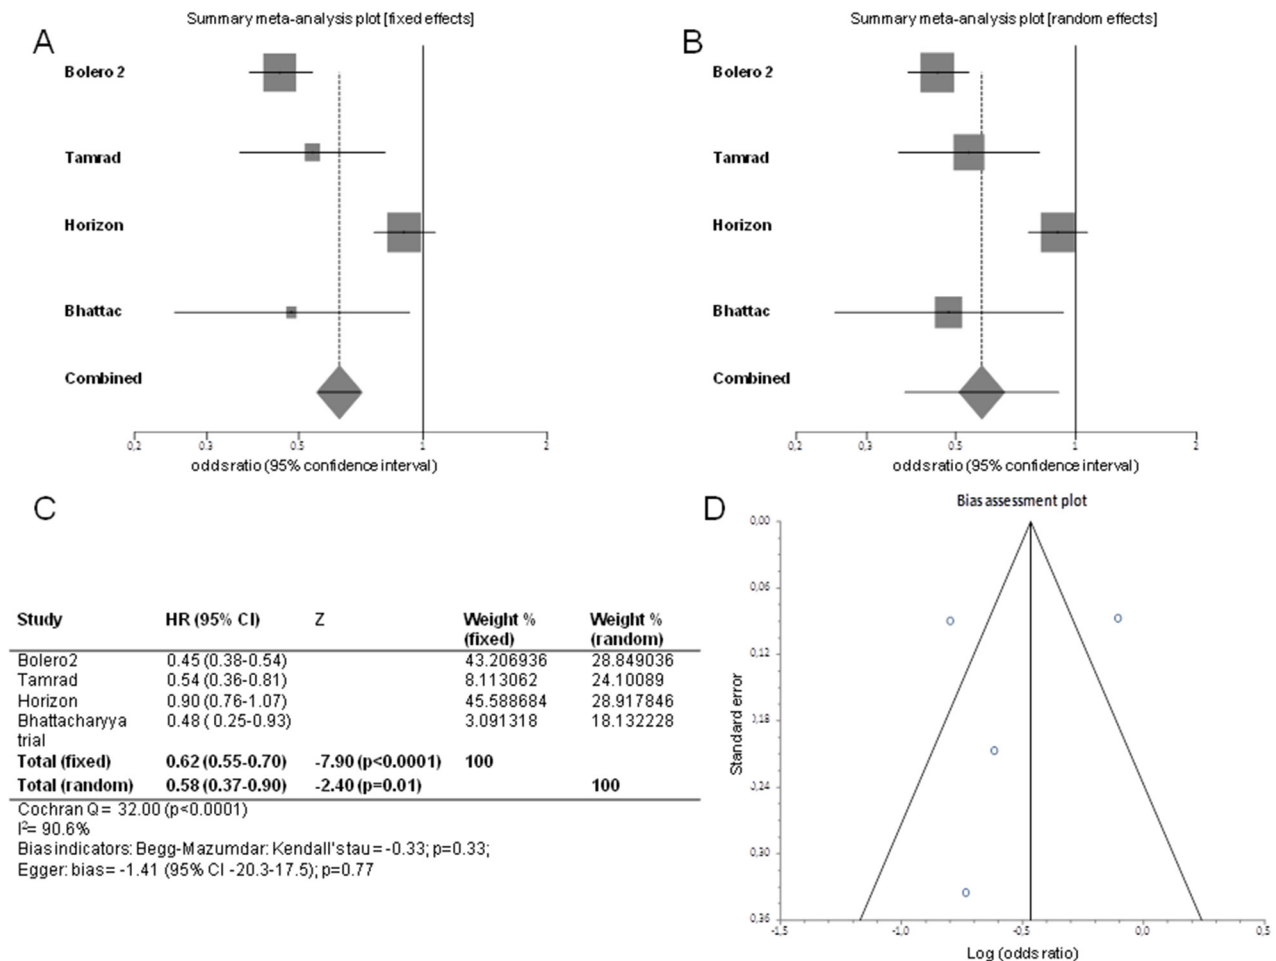 Summary meta-analysis plot [fixed effects]
A
Bolero 2
Tamrad
Horizon
Bhattac
Combined
0,2 0,3 0,5 1 2
odds ratio (95% confidence interval)
Summary meta-analysis plot [random effects]
B
Bolero 2
Tamrad
Horizon
Bhattac
Combined
0,2 0,3 0,5 1 2
odds ratio (95% confidence interval)
C
Study HR (95% CI) Z Weight % (fixed) Weight % (random)
Bolero2 0.45 (0.38-0.54) 43.206936 28.849036
Tamrad 0.54 (0.36-0.81) 8.113062 24.10089
Horizon 0.90 (0.76-1.07) 45.588684 28.917846
Bhattacharyya trial 0.48 ( 0.25-0.93) 3.091318 18.132228
Total (fixed) 0.62 (0.55-0.70) -7.90 (p<0.0001) 100
Total (random) 0.58 (0.37-0.90) -2.40 (p=0.01) 100
Cochran Q = 32.00 (p<0.0001)
I²= 90.6%
Bias indicators: Begg-Mazumdar: Kendall's tau = -0.33; p=0.33;
Egger: bias = -1.41 (95% CI -20.3-17.5); p=0.77
D
Bias assessment plot
Standard error
0,00
0,06
0,12
0,18
0,24
0,30
0,36
-1,5 -1,0 -0,5 0,0 0,5
Log (odds ratio)